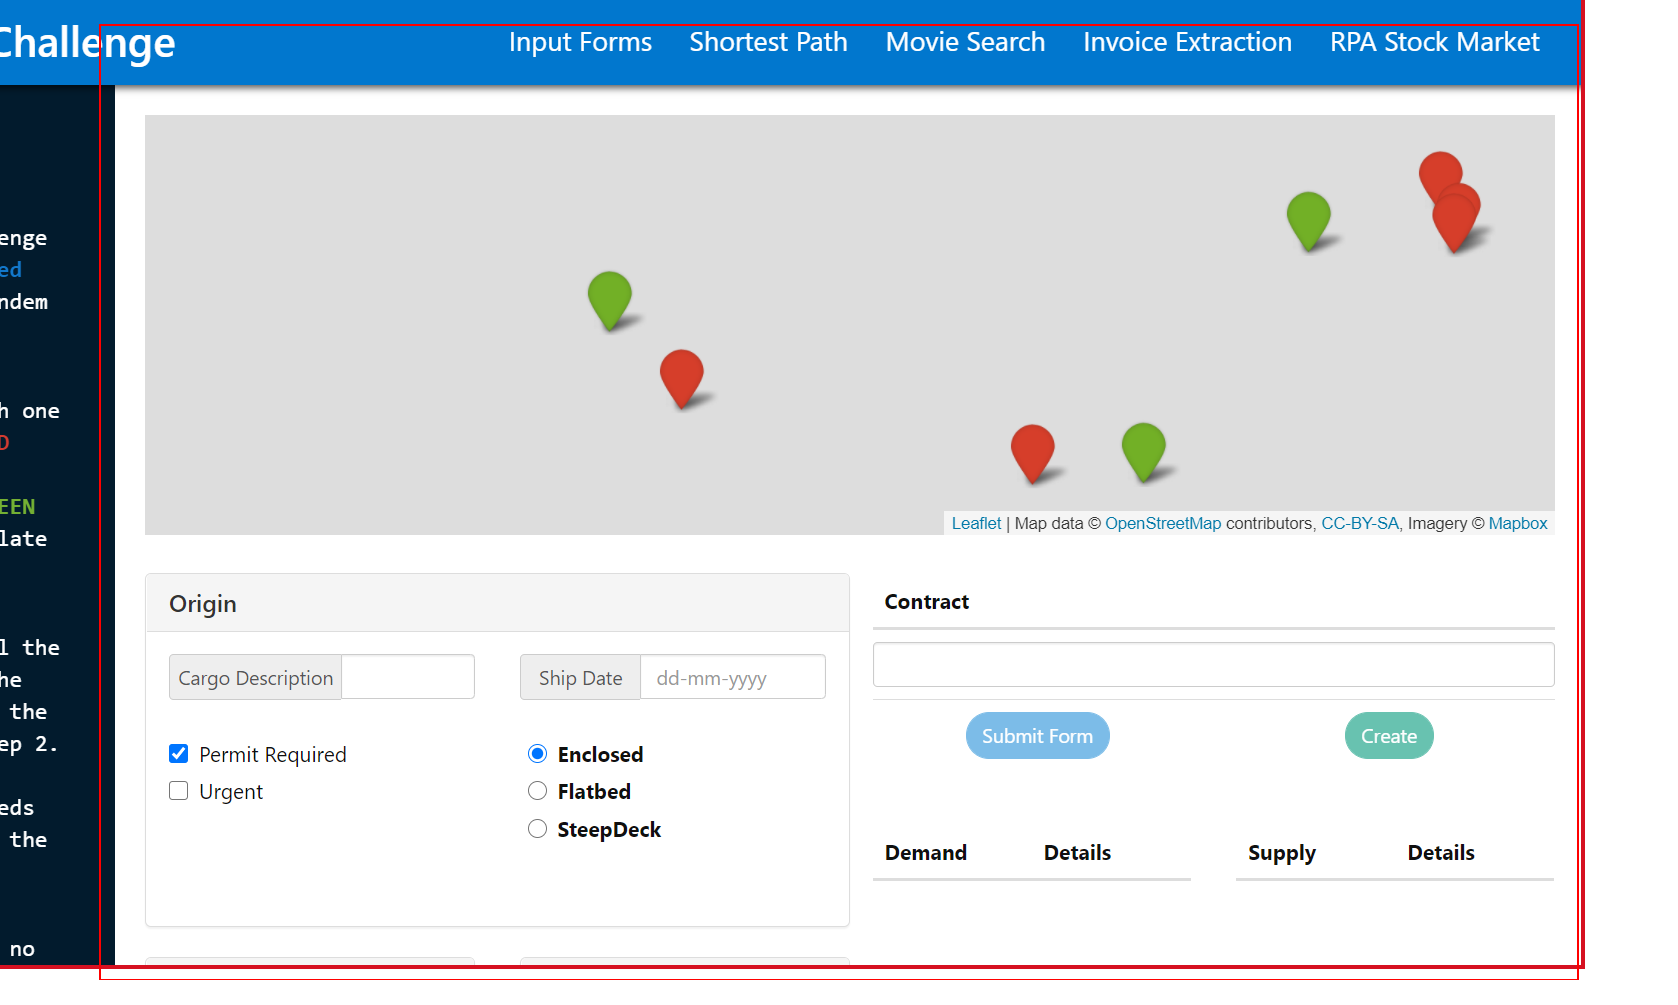 Challenge
Input Forms
Shortest Path
Movie Search
Invoice Extraction
RPA Stock Market
enge
ed
ndem
h one
D
EEN
late
l the
he
the
ep 2.
eds
the
no
Leaflet | Map data © OpenStreetMap contributors, CC-BY-SA, Imagery © Mapbox
Origin
Cargo Description
Ship Date dd-mm-yyyy
Permit Required
Urgent
Enclosed
Flatbed
SteepDeck
Contract
Submit Form
Create
Demand Details
Supply Details